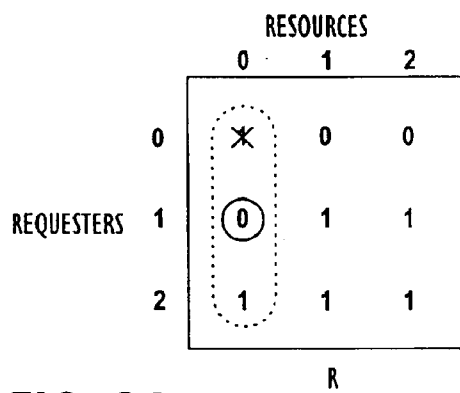 RESOURCES
0 1 2
0 0 0
REQUESTERS 1 0 1 1
2 1 1 1
R